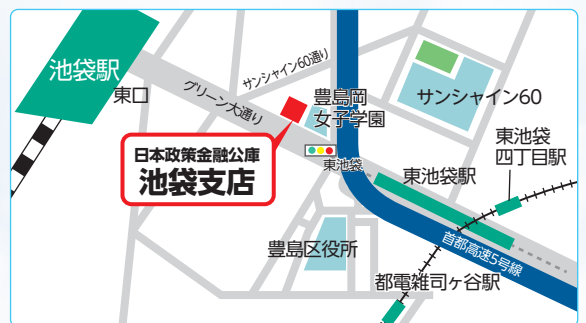 池袋駅
東口
サンシャイン60通り
グリーン大通り
豊島岡
女子学園
サンシャイン60
日本政策金融公庫
池袋支店
東池袋
東池袋
四丁目駅
東池袋駅
豊島区役所
首都高速5号線
都電雑司ヶ谷駅